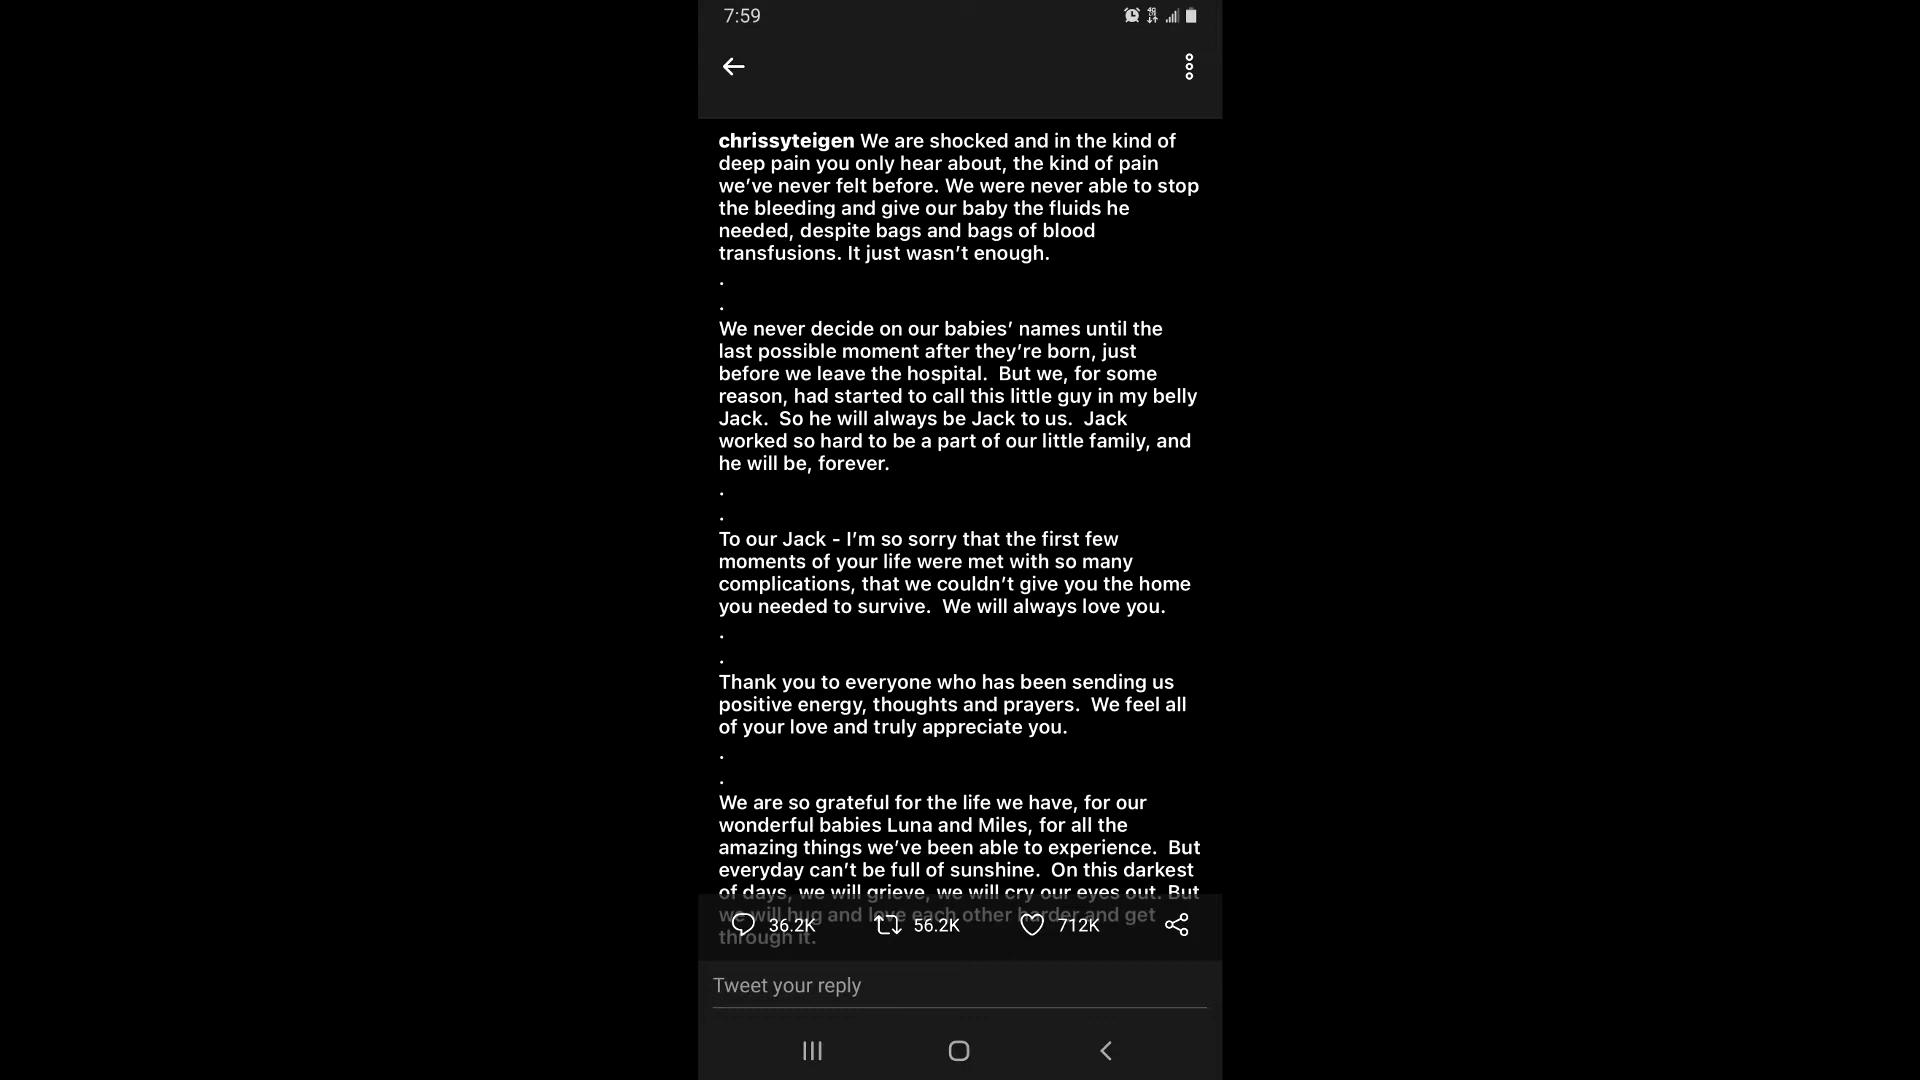 7:59
chrissyteigen We are shocked and in the kind of
deep pain you only hear about, the kind of pain
we’ve never felt before. We were never able to stop
the bleeding and give our baby the fluids he
needed, despite bags and bags of blood
transfusions. It just wasn’t enough.
.
.
We never decide on our babies’ names until the
last possible moment after they’re born, just
before we leave the hospital.  But we, for some
reason, had started to call this little guy in my belly
Jack.  So he will always be Jack to us.  Jack
worked so hard to be a part of our little family, and
he will be, forever.
.
.
To our Jack - I’m so sorry that the first few
moments of your life were met with so many
complications, that we couldn’t give you the home
you needed to survive.  We will always love you.
.
.
Thank you to everyone who has been sending us
positive energy, thoughts and prayers.  We feel all
of your love and truly appreciate you.
.
.
We are so grateful for the life we have, for our
wonderful babies Luna and Miles, for all the
amazing things we’ve been able to experience.  But
everyday can’t be full of sunshine.  On this darkest
of days, we will grieve, we will cry our eyes out. But
we will hug and love each other harder and get
through it.
36.2K 56.2K 712K
Tweet your reply